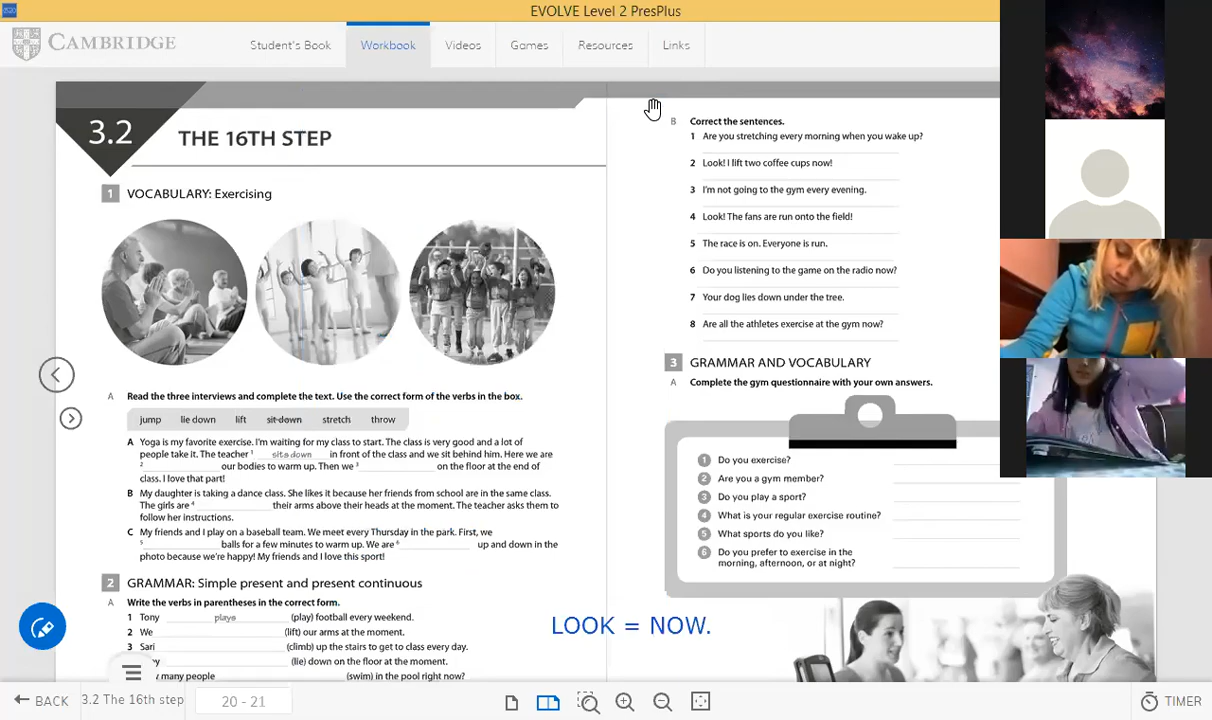 EVOLVE Level 2 PresPlus
CAMBRIDGE
Student's Book
Workbook
Videos
Games
Resources
Links
3.2
THE 16TH STEP
1 VOCABULARY: Exercising
A Read the three interviews and complete the text. Use the correct form of the verbs in the box.
jump lie down lift sit down stretch throw
A Yoga is my favorite exercise. I'm waiting for my class to start. The class is very good and a lot of
people take it. The teacher 1 sits down in front of the class and we sit behind him. Here we are
2 our bodies to warm up. Then we 3 on the floor at the end of
class. I love that part!
B My daughter is taking a dance class. She likes it because her friends from school are in the same class.
The girls are 4 their arms above their heads at the moment. The teacher asks them to
follow her instructions.
C My friends and I play on a baseball team. We meet every Thursday in the park. First, we
5 balls for a few minutes to warm up. We are 6 up and down in the
photo because we're happy! My friends and I love this sport!
2 GRAMMAR: Simple present and present continuous
A Write the verbs in parentheses in the correct form.
1 Tony plays (play) football every weekend.
2 We (lift) our arms at the moment.
3 Sari (climb) up the stairs to get to class every day.
(lie) down on the floor at the moment.
many people (swim) in the pool right now?
B Correct the sentences.
1 Are you stretching every morning when you wake up?
2 Look! I lift two coffee cups now!
3 I'm not going to the gym every evening.
4 Look! The fans are run onto the field!
5 The race is on. Everyone is run.
6 Do you listening to the game on the radio now?
7 Your dog lies down under the tree.
8 Are all the athletes exercise at the gym now?
3 GRAMMAR AND VOCABULARY
A Complete the gym questionnaire with your own answers.
1 Do you exercise?
2 Are you a gym member?
3 Do you play a sport?
4 What is your regular exercise routine?
5 What sports do you like?
6 Do you prefer to exercise in the
morning, afternoon, or at night?
LOOK = NOW.
BACK
3.2 The 16th step
20 - 21
TIMER